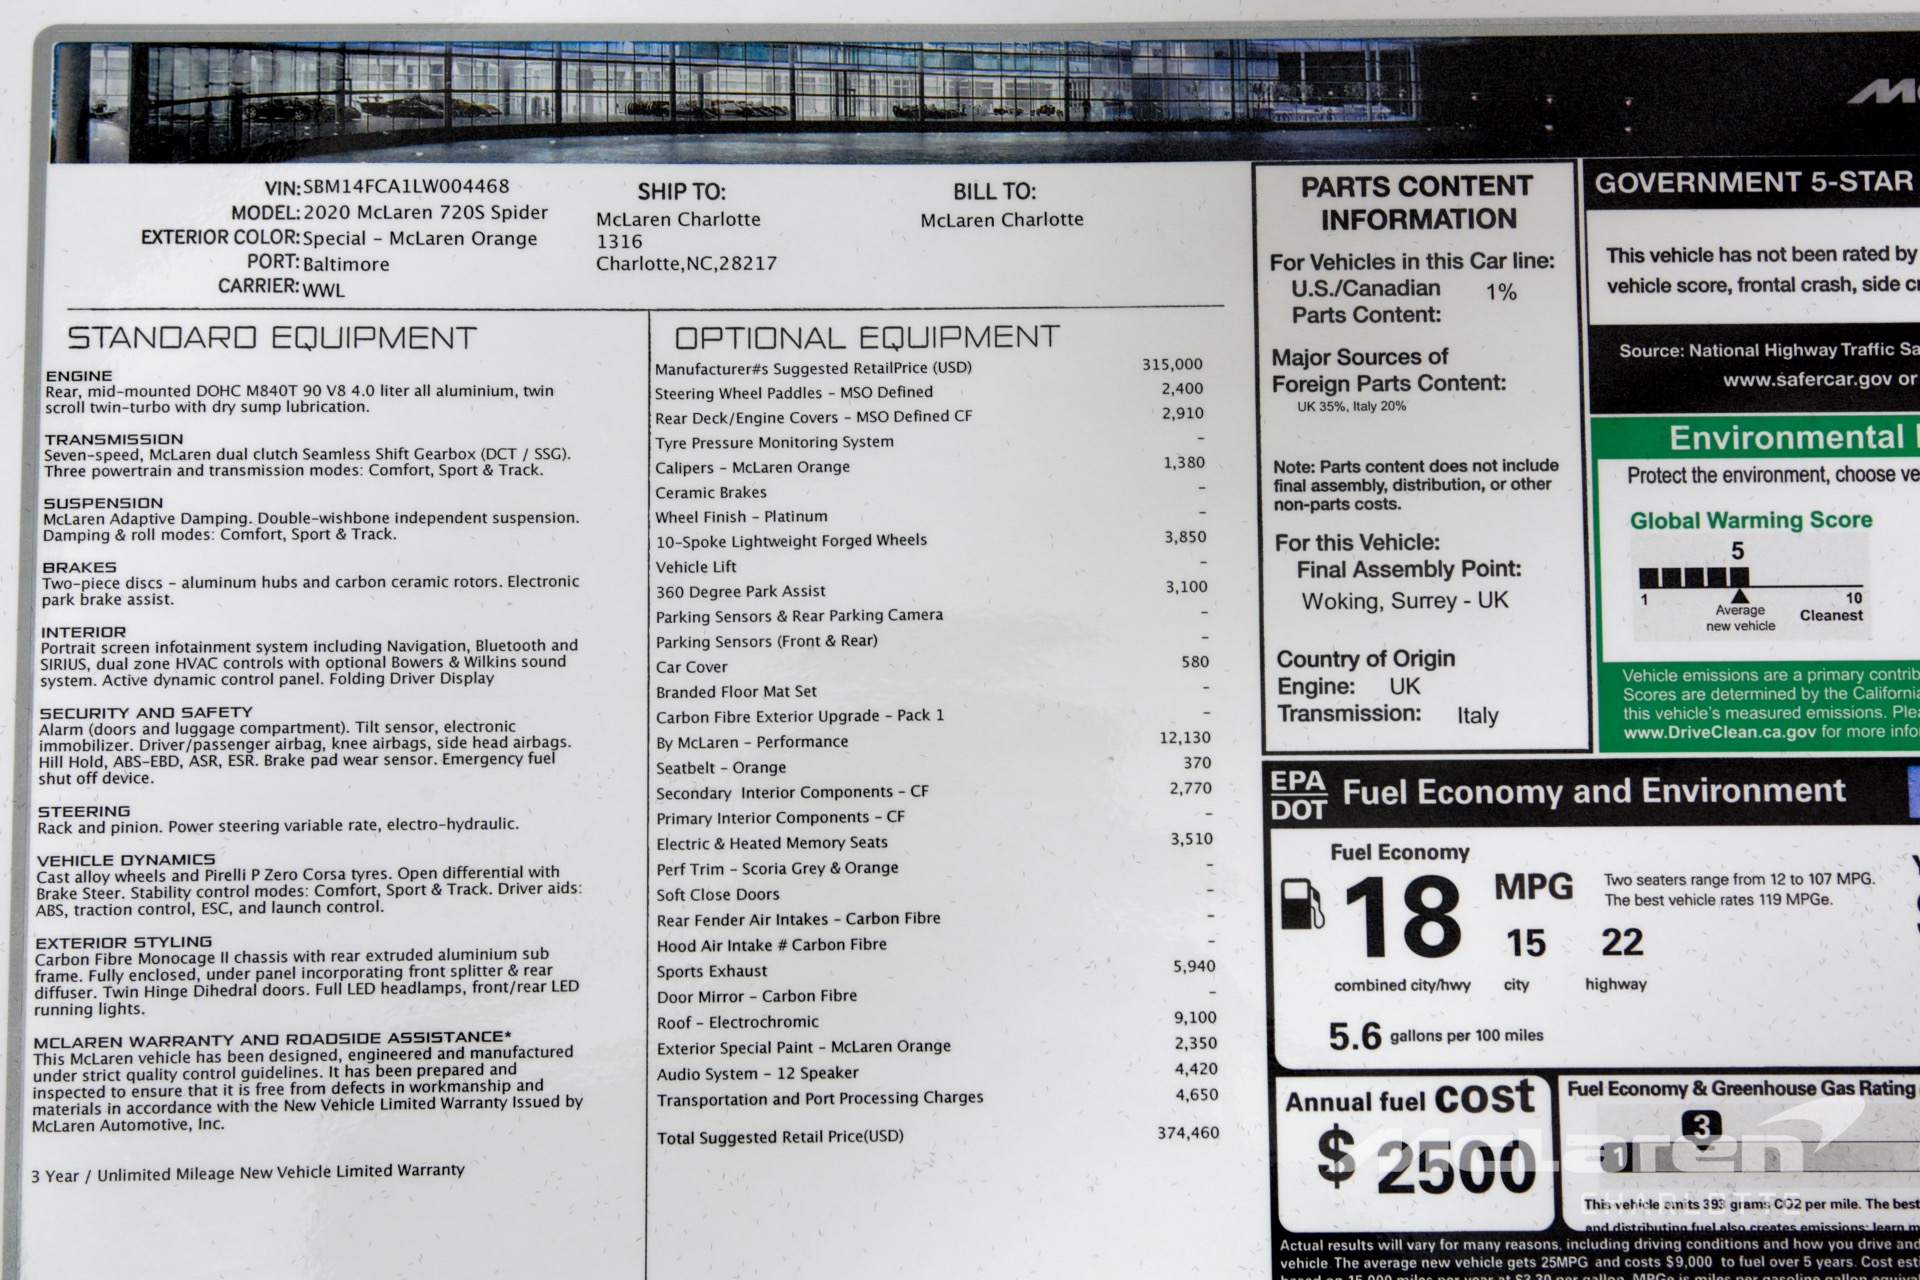 VIN: SBM14FCA1LW004468
MODEL: 2020 McLaren 720S Spider
EXTERIOR COLOR: Special - McLaren Orange
PORT: Baltimore
CARRIER: WWL
SHIP TO:
McLaren Charlotte
1316
Charlotte,NC,28217
BILL TO:
McLaren Charlotte
STANDARD EQUIPMENT
ENGINE
Rear, mid-mounted DOHC M840T 90 V8 4.0 liter all aluminium, twin
scroll twin-turbo with dry sump lubrication.
TRANSMISSION
Seven-speed, McLaren dual clutch Seamless Shift Gearbox (DCT / SSG).
Three powertrain and transmission modes: Comfort, Sport & Track.
SUSPENSION
McLaren Adaptive Damping. Double-wishbone independent suspension.
Damping & roll modes: Comfort, Sport & Track.
BRAKES
Two-piece discs - aluminum hubs and carbon ceramic rotors. Electronic
park brake assist.
INTERIOR
Portrait screen infotainment system including Navigation, Bluetooth and
SIRIUS, dual zone HVAC controls with optional Bowers & Wilkins sound
system. Active dynamic control panel. Folding Driver Display
SECURITY AND SAFETY
Alarm (doors and luggage compartment). Tilt sensor, electronic
immobilizer. Driver/passenger airbag, knee airbags, side head airbags.
Hill Hold, ABS-EBD, ASR, ESR. Brake pad wear sensor. Emergency fuel
shut off device.
STEERING
Rack and pinion. Power steering variable rate, electro-hydraulic.
VEHICLE DYNAMICS
Cast alloy wheels and Pirelli P Zero Corsa tyres. Open differential with
Brake Steer. Stability control modes: Comfort, Sport & Track. Driver aids:
ABS, traction control, ESC, and launch control.
EXTERIOR STYLING
Carbon Fibre Monocage II chassis with rear extruded aluminium sub
frame. Fully enclosed, under panel incorporating front splitter & rear
diffuser. Twin Hinge Dihedral doors. Full LED headlamps, front/rear LED
running lights.
MCLAREN WARRANTY AND ROADSIDE ASSISTANCE*
This McLaren vehicle has been designed, engineered and manufactured
under strict quality control guidelines. It has been prepared and
inspected to ensure that it is free from defects in workmanship and
materials in accordance with the New Vehicle Limited Warranty Issued by
McLaren Automotive, Inc.
3 Year / Unlimited Mileage New Vehicle Limited Warranty
OPTIONAL EQUIPMENT
Manufacturer#s Suggested RetailPrice (USD) 315,000
Steering Wheel Paddles - MSO Defined 2,400
Rear Deck/Engine Covers - MSO Defined CF 2,910
Tyre Pressure Monitoring System -
Calipers - McLaren Orange 1,380
Ceramic Brakes -
Wheel Finish - Platinum -
10-Spoke Lightweight Forged Wheels 3,850
Vehicle Lift -
360 Degree Park Assist 3,100
Parking Sensors & Rear Parking Camera -
Parking Sensors (Front & Rear) -
Car Cover 580
Branded Floor Mat Set -
Carbon Fibre Exterior Upgrade - Pack 1 -
By McLaren - Performance 12,130
Seatbelt - Orange 370
Secondary Interior Components - CF 2,770
Primary Interior Components - CF -
Electric & Heated Memory Seats 3,510
Perf Trim - Scoria Grey & Orange -
Soft Close Doors -
Rear Fender Air Intakes - Carbon Fibre -
Hood Air Intake # Carbon Fibre -
Sports Exhaust 5,940
Door Mirror - Carbon Fibre -
Roof - Electrochromic 9,100
Exterior Special Paint - McLaren Orange 2,350
Audio System - 12 Speaker 4,420
Transportation and Port Processing Charges 4,650
Total Suggested Retail Price(USD) 374,460
PARTS CONTENT
INFORMATION
For Vehicles in this Car line:
U.S./Canadian 1%
Parts Content:
Major Sources of
Foreign Parts Content:
UK 35%, Italy 20%
Note: Parts content does not include
final assembly, distribution, or other
non-parts costs.
For this Vehicle:
Final Assembly Point:
Woking, Surrey - UK
Country of Origin
Engine: UK
Transmission: Italy
GOVERNMENT 5-STAR
This vehicle has not been rated by
vehicle score, frontal crash, side
Source: National Highway Traffic
www.safercar.gov or
Environmental
Protect the environment, choose
Global Warming Score
5
1 10
Average
new vehicle
Cleanest
Vehicle emissions are a primary
Scores are determined by the California
this vehicle's measured emissions.
www.DriveClean.ca.gov for more
EPA
DOT
Fuel Economy and Environment
Fuel Economy
18 MPG
15 22
combined city/hwy city highway
Two seaters range from 12 to 107 MPG.
The best vehicle rates 119 MPGe.
5.6 gallons per 100 miles
Annual fuel COST
$ 2500
Fuel Economy & Greenhouse Gas Rating
3
1
This vehicle emits 393 grams CO2 per mile. The best
and distributing fuel also creates emissions; learn
Actual results will vary for many reasons, including driving conditions and how you drive and
vehicle. The average new vehicle gets 25MPG and costs $9,000 to fuel over 5 years. Cost
McLaren
CHARLOTTE